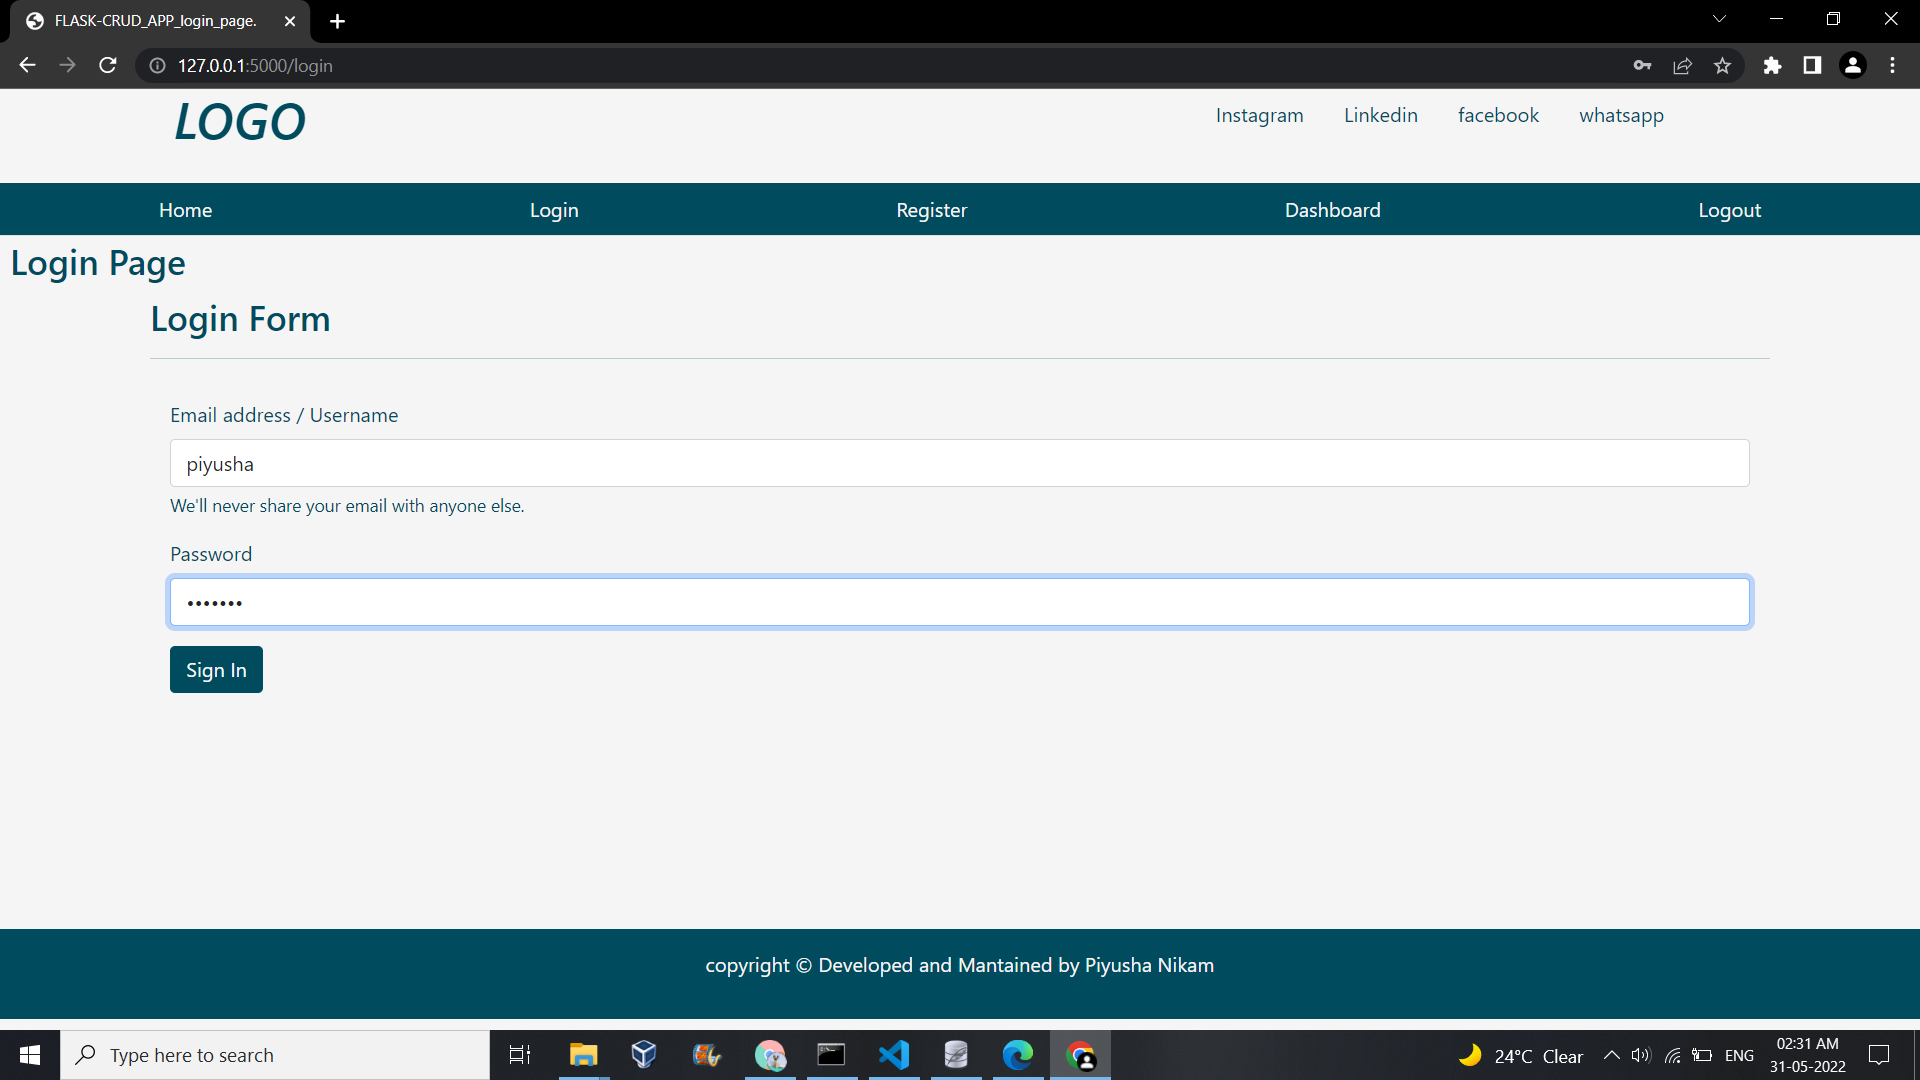 FLASK-CRUD_APP_login_page.
127.0.0.1:5000/login
LOGO
Instagram Linkedin facebook whatsapp
Home Login Register Dashboard Logout
Login Page
Login Form
Email address / Username
piyusha
We'll never share your email with anyone else.
Password
•••••••
Sign In
copyright © Developed and Mantained by Piyusha Nikam
Type here to search
24°C Clear
ENG
02:31 AM
31-05-2022